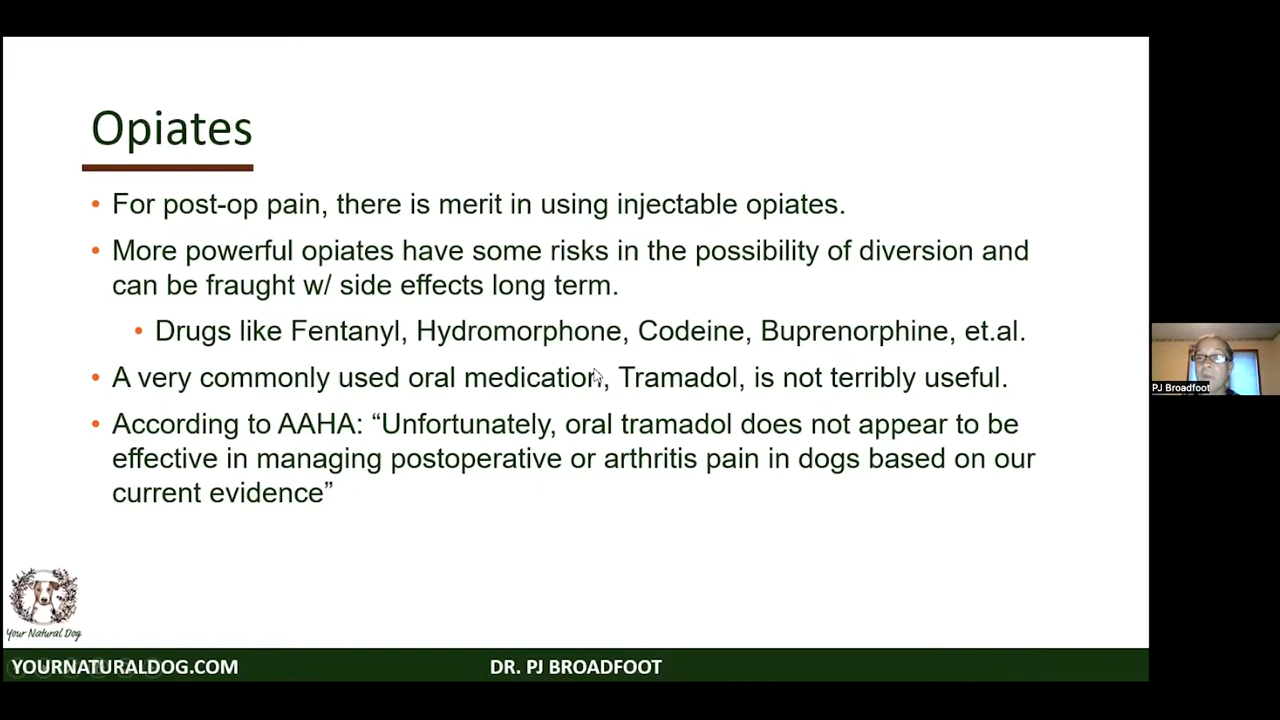 Opiates
• For post-op pain, there is merit in using injectable opiates.
• More powerful opiates have some risks in the possibility of diversion and
can be fraught w/ side effects long term.
• Drugs like Fentanyl, Hydromorphone, Codeine, Buprenorphine, et.al.
• A very commonly used oral medication, Tramadol, is not terribly useful.
• According to AAHA: “Unfortunately, oral tramadol does not appear to be
effective in managing postoperative or arthritis pain in dogs based on our
current evidence”
PJ Broadfoot
Your Natural Dog
YOURNATURALDOG.COM
DR. PJ BROADFOOT